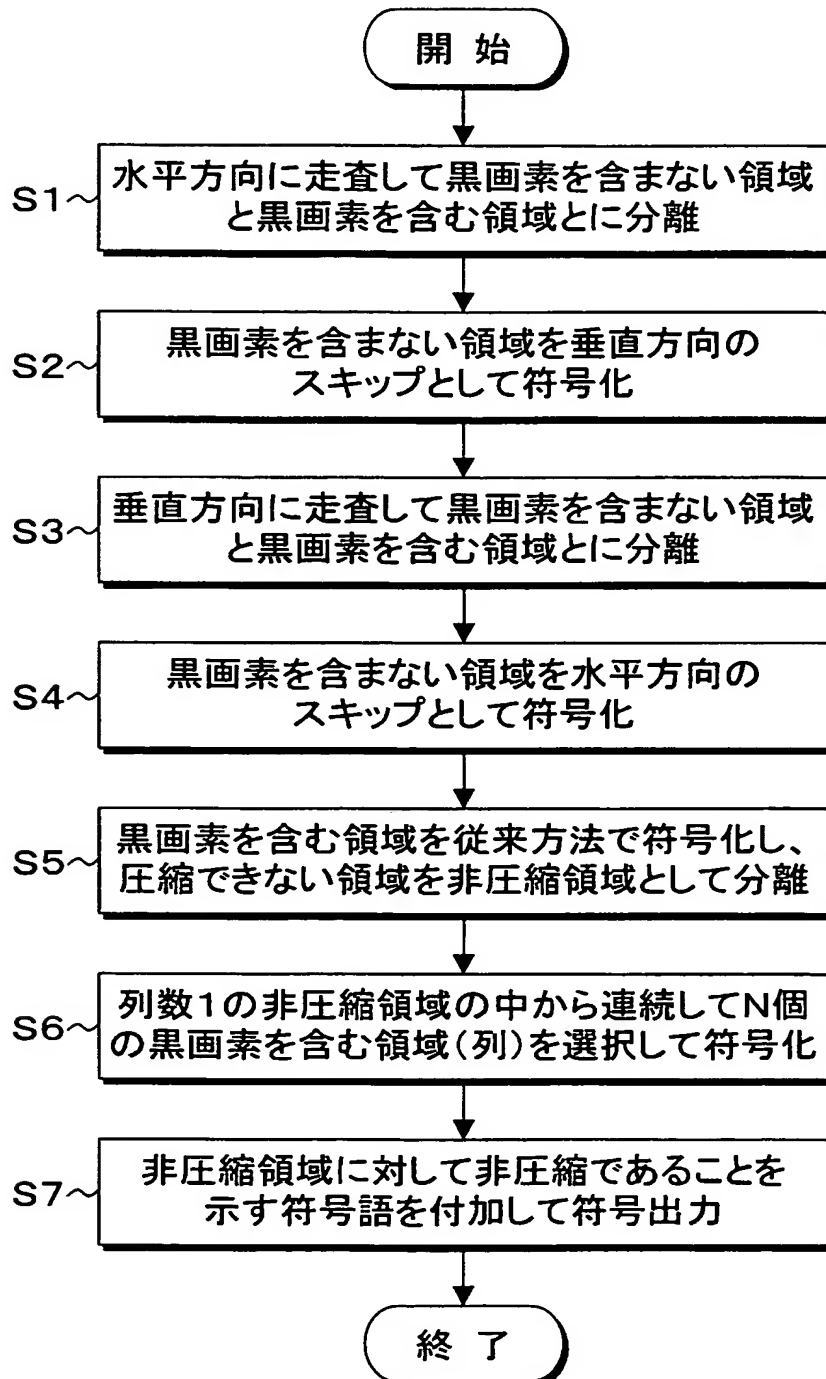 開始
S1
水平方向に走査して黒画素を含まない領域
と黒画素を含む領域とに分離
S2
黒画素を含まない領域を垂直方向の
スキップとして符号化
S3
垂直方向に走査して黒画素を含まない領域
と黒画素を含む領域とに分離
S4
黒画素を含まない領域を水平方向の
スキップとして符号化
S5
黒画素を含む領域を従来方法で符号化し、
圧縮できない領域を非圧縮領域として分離
S6
列数1の非圧縮領域の中から連続してN個
の黒画素を含む領域(列)を選択して符号化
S7
非圧縮領域に対して非圧縮であることを
示す符号語を付加して符号出力
終了